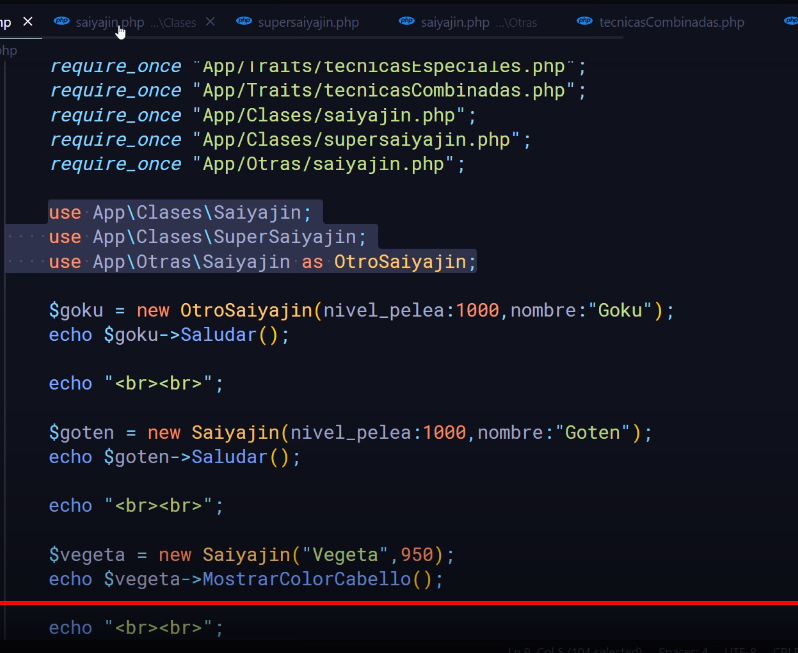 hp
saiyajin.php ...\Clases
supersaiyajin.php
saiyajin.php ...\Otras
tecnicasCombinadas.php
php
require_once "App/Traits/tecnicasEspeciales.php";
require_once "App/Traits/tecnicasCombinadas.php";
require_once "App/Clases/saiyajin.php";
require_once "App/Clases/supersaiyajin.php";
require_once "App/Otras/saiyajin.php";
use App\Clases\Saiyajin;
use App\Clases\SuperSaiyajin;
use App\Otras\Saiyajin as OtroSaiyajin;
$goku = new OtroSaiyajin(nivel_pelea:1000,nombre:"Goku");
echo $goku->Saludar();
echo "<br><br>";
$goten = new Saiyajin(nivel_pelea:1000,nombre:"Goten");
echo $goten->Saludar();
echo "<br><br>";
$vegeta = new Saiyajin("Vegeta",950);
echo $vegeta->MostrarColorCabello();
echo "<br><br>";